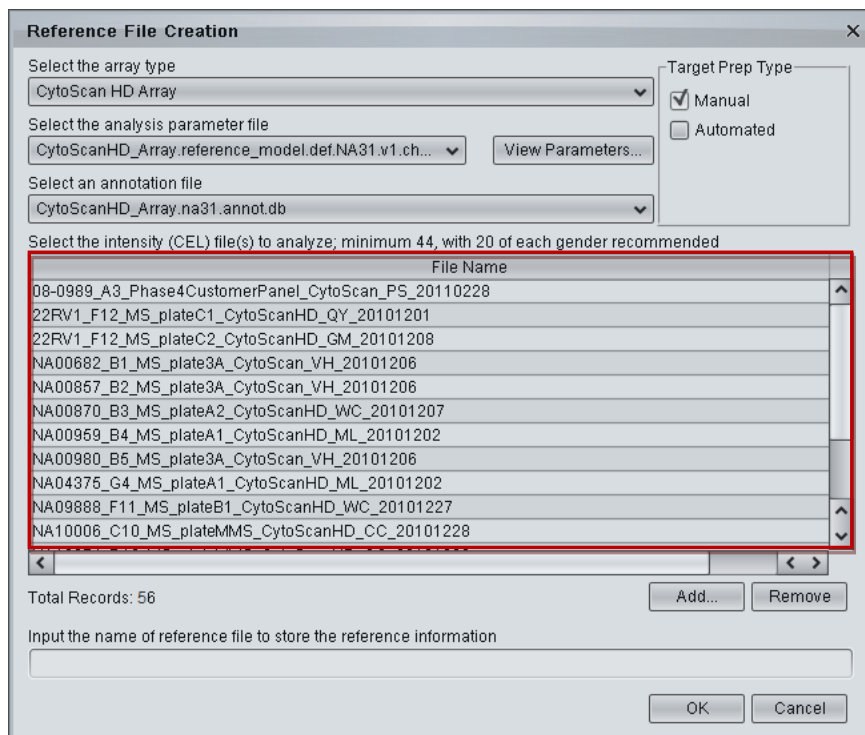 Reference File Creation
Select the array type
CytoScan HD Array
Select the analysis parameter file
CytoScanHD_Array.reference_model.def.NA31.v1.ch...
View Parameters...
Select an annotation file
CytoScanHD_Array.na31.annot.db
Target Prep Type
Manual
Automated
Select the intensity (CEL) file(s) to analyze; minimum 44, with 20 of each gender recommended
File Name
08-0989_A3_Phase4CustomerPanel_CytoScan_PS_20110228
22RV1_F12_MS_plateC1_CytoScanHD_QY_20101201
22RV1_F12_MS_plateC2_CytoScanHD_GM_20101208
NA00682_B1_MS_plate3A_CytoScan_VH_20101206
NA00857_B2_MS_plate3A_CytoScan_VH_20101206
NA00870_B3_MS_plateA2_CytoScanHD_WC_20101207
NA00959_B4_MS_plateA1_CytoScanHD_ML_20101202
NA00980_B5_MS_plate3A_CytoScan_VH_20101206
NA04375_G4_MS_plateA1_CytoScanHD_ML_20101202
NA09888_F11_MS_plateB1_CytoScanHD_WC_20101227
NA10006_C10_MS_plateMMS_CytoScanHD_CC_20101228
Total Records: 56
Add...
Remove
Input the name of reference file to store the reference information
OK
Cancel